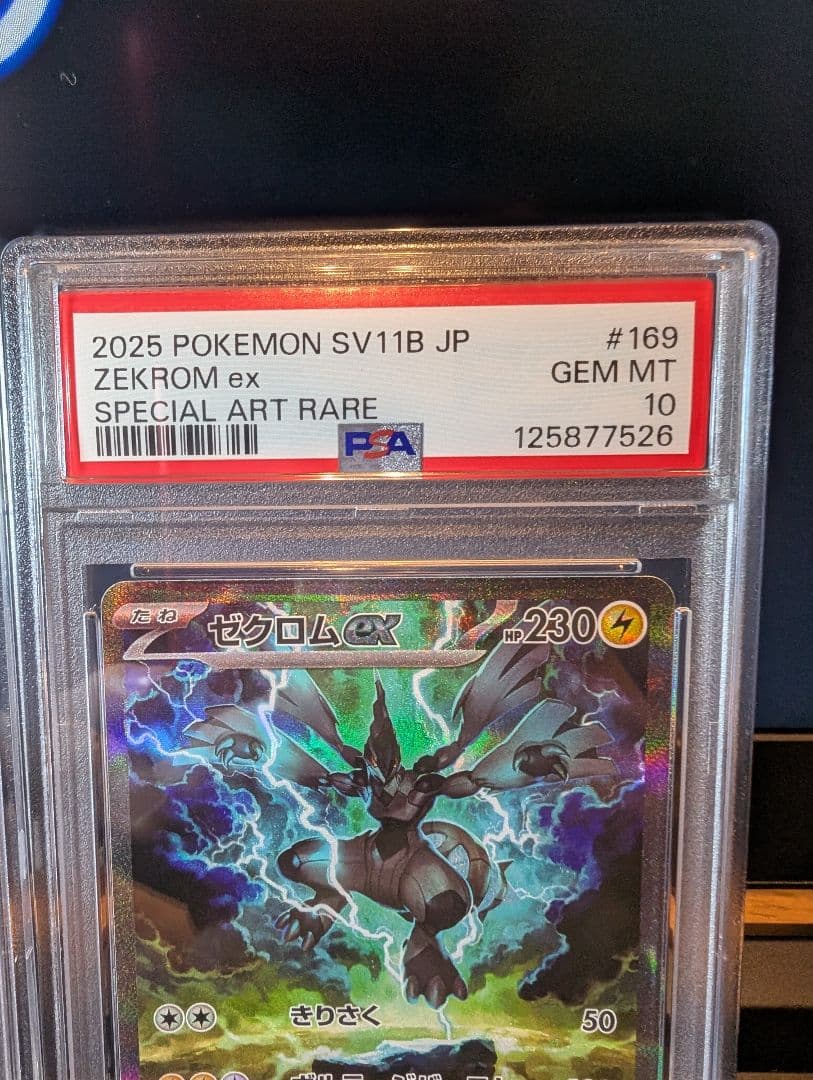 2025 POKEMON SV11B JP #169
ZEKROM ex GEM MT
SPECIAL ART RARE 10
PSA 125877526
たね ゼクロムex HP230
きりさく 50